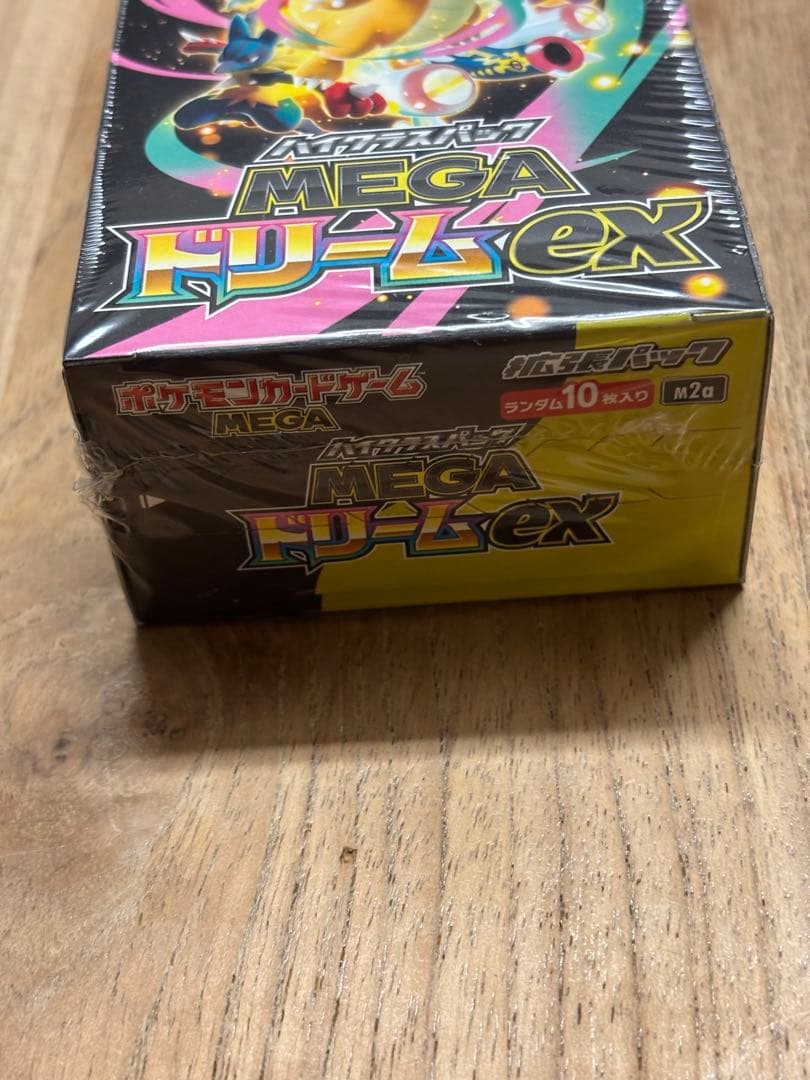 ハイクラスパック
MEGA
ドリームex
ポケモンカードゲーム
MEGA
拡張パック
ランダム10枚入り
M2a
ハイクラスパック
MEGA
ドリームex